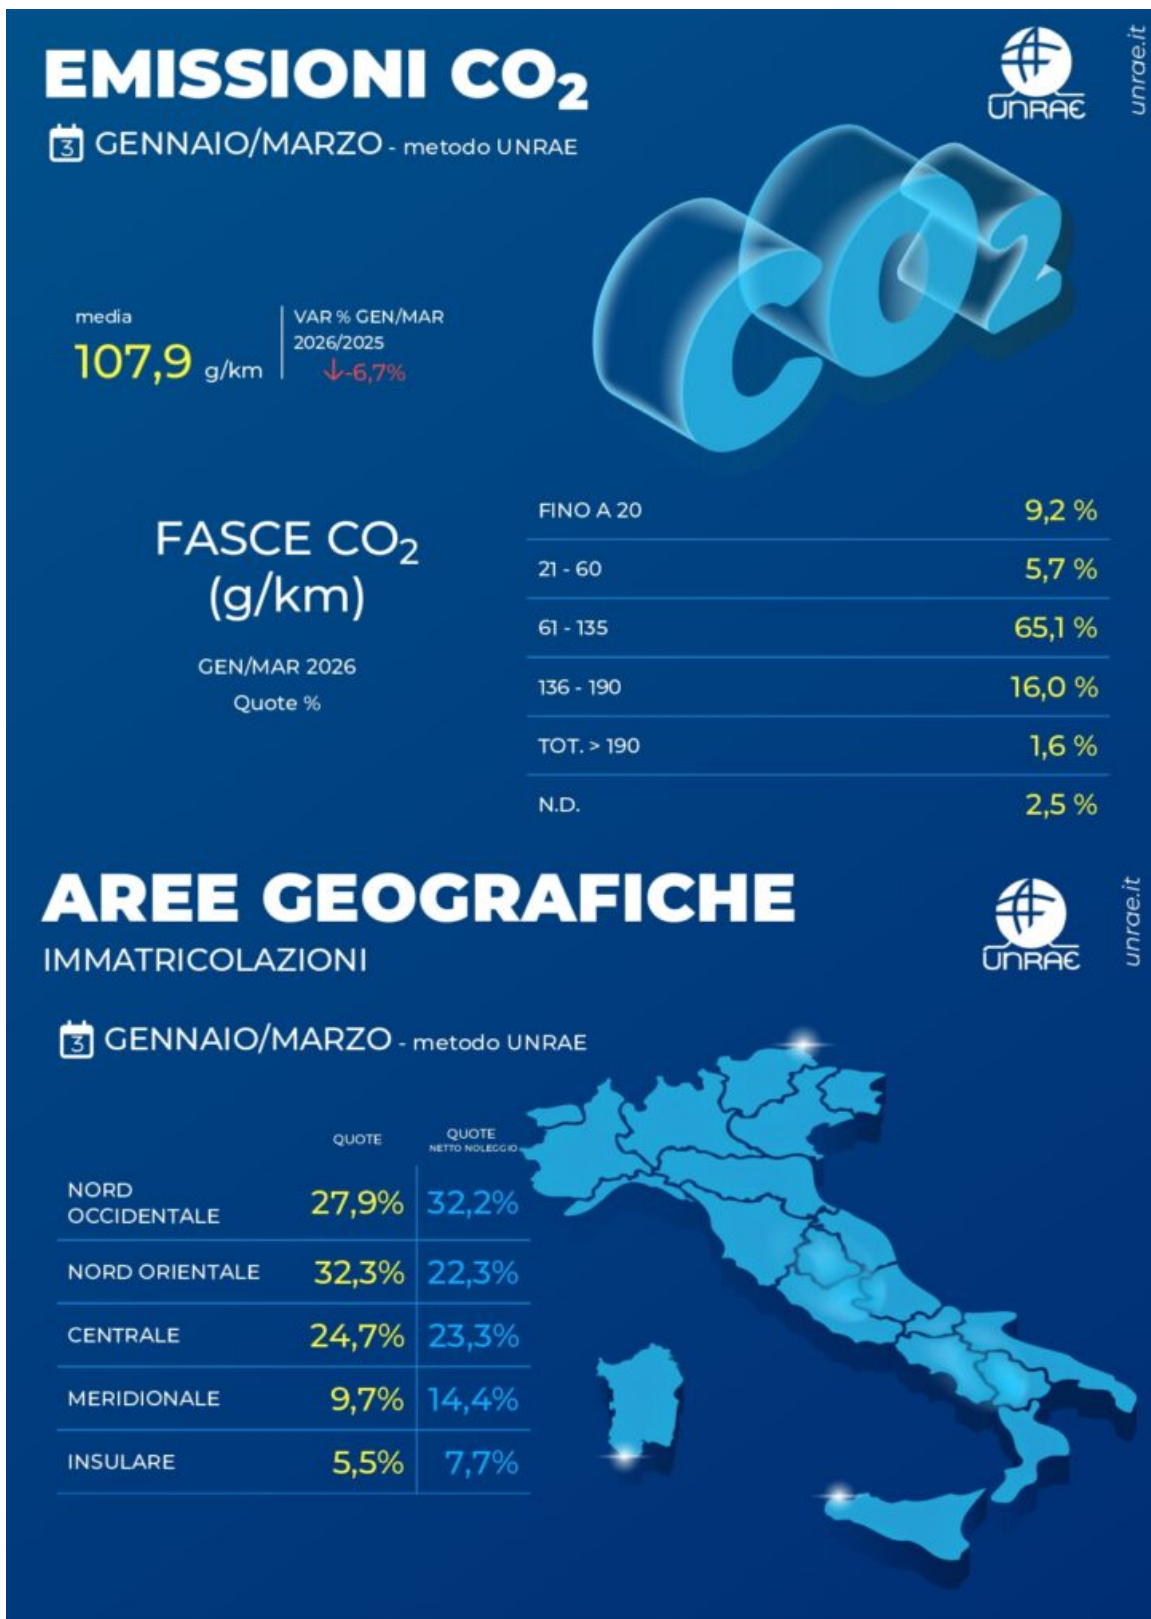 EMISSIONI CO₂
UNRAE
unrae.it
3 GENNAIO/MARZO - metodo UNRAE
CO2
media
107,9 g/km
VAR % GEN/MAR
2026/2025
↓-6,7%
FASCE CO₂
(g/km)
GEN/MAR 2026
Quote %
FINO A 20 9,2 %
21 - 60 5,7 %
61 - 135 65,1 %
136 - 190 16,0 %
TOT. > 190 1,6 %
N.D. 2,5 %
AREE GEOGRAFICHE
IMMATRICOLAZIONI
UNRAE
unrae.it
3 GENNAIO/MARZO - metodo UNRAE
QUOTE
QUOTE
NETTO NOLEGGIO
NORD
OCCIDENTALE 27,9% 32,2%
NORD ORIENTALE 32,3% 22,3%
CENTRALE 24,7% 23,3%
MERIDIONALE 9,7% 14,4%
INSULARE 5,5% 7,7%